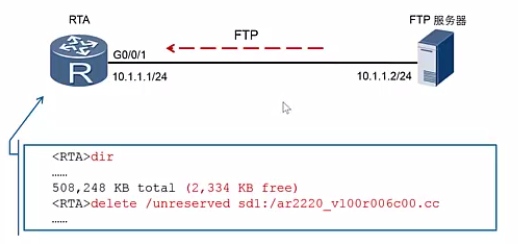 RTA
FTP 服务器
FTP
G0/0/1
R
10.1.1.1/24
10.1.1.2/24
<RTA>dir
……
508,248 KB total (2,334 KB free)
<RTA>delete /unreserved sd1:/ar2220_v100r006c00.cc
……